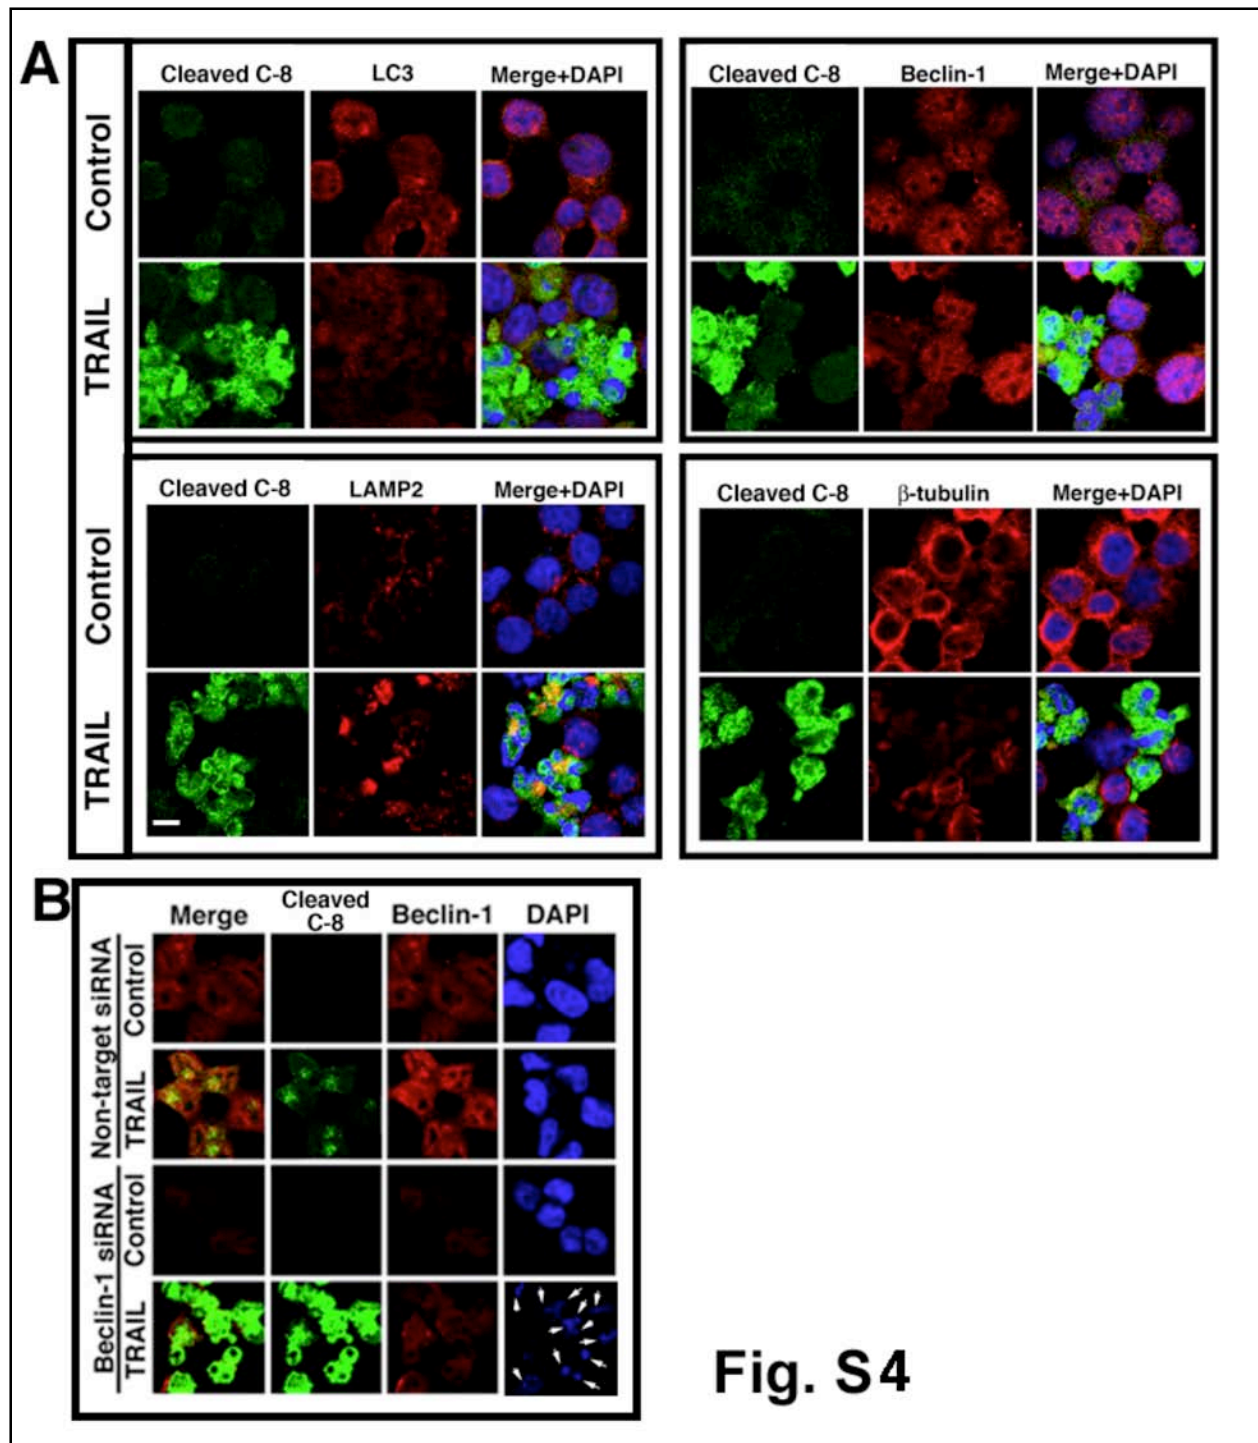 A
Cleaved C-8 LC3 Merge+DAPI
Control
TRAIL
Cleaved C-8 Beclin-1 Merge+DAPI
Cleaved C-8 LAMP2 Merge+DAPI
Control
TRAIL
Cleaved C-8 β-tubulin Merge+DAPI
B
Merge Cleaved C-8 Beclin-1 DAPI
Non-target siRNA
Control
TRAIL
Beclin-1 siRNA
Control
TRAIL
Fig. S4